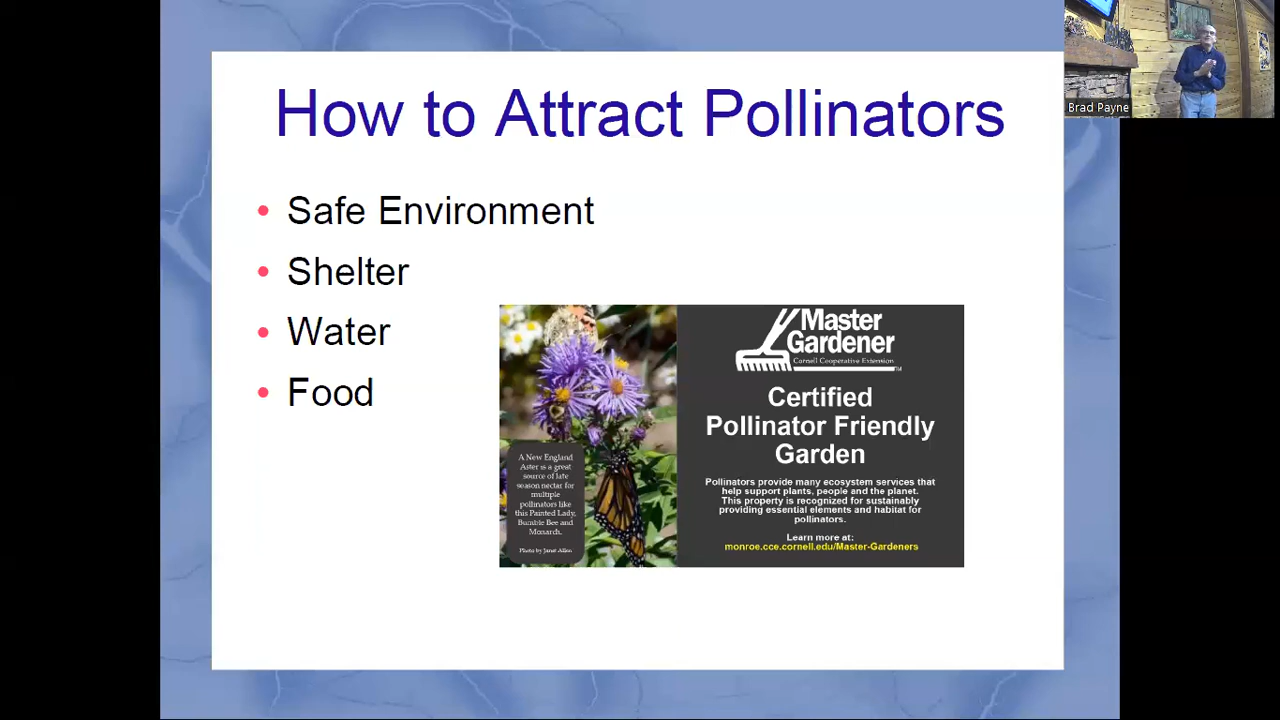 How to Attract Pollinators
Brad Payne
• Safe Environment
• Shelter
• Water
• Food
A New England
Aster is a great
source of late
season nectar for
multiple
pollinators like
this Painted Lady,
Bumble Bee and
Monarch.
Photo by Janet Allen
Master
Gardener
Cornell Cooperative Extension
TM
Certified
Pollinator Friendly
Garden
Pollinators provide many ecosystem services that
help support plants, people and the planet.
This property is recognized for sustainably
providing essential elements and habitat for
pollinators.
Learn more at:
monroe.cce.cornell.edu/Master-Gardeners